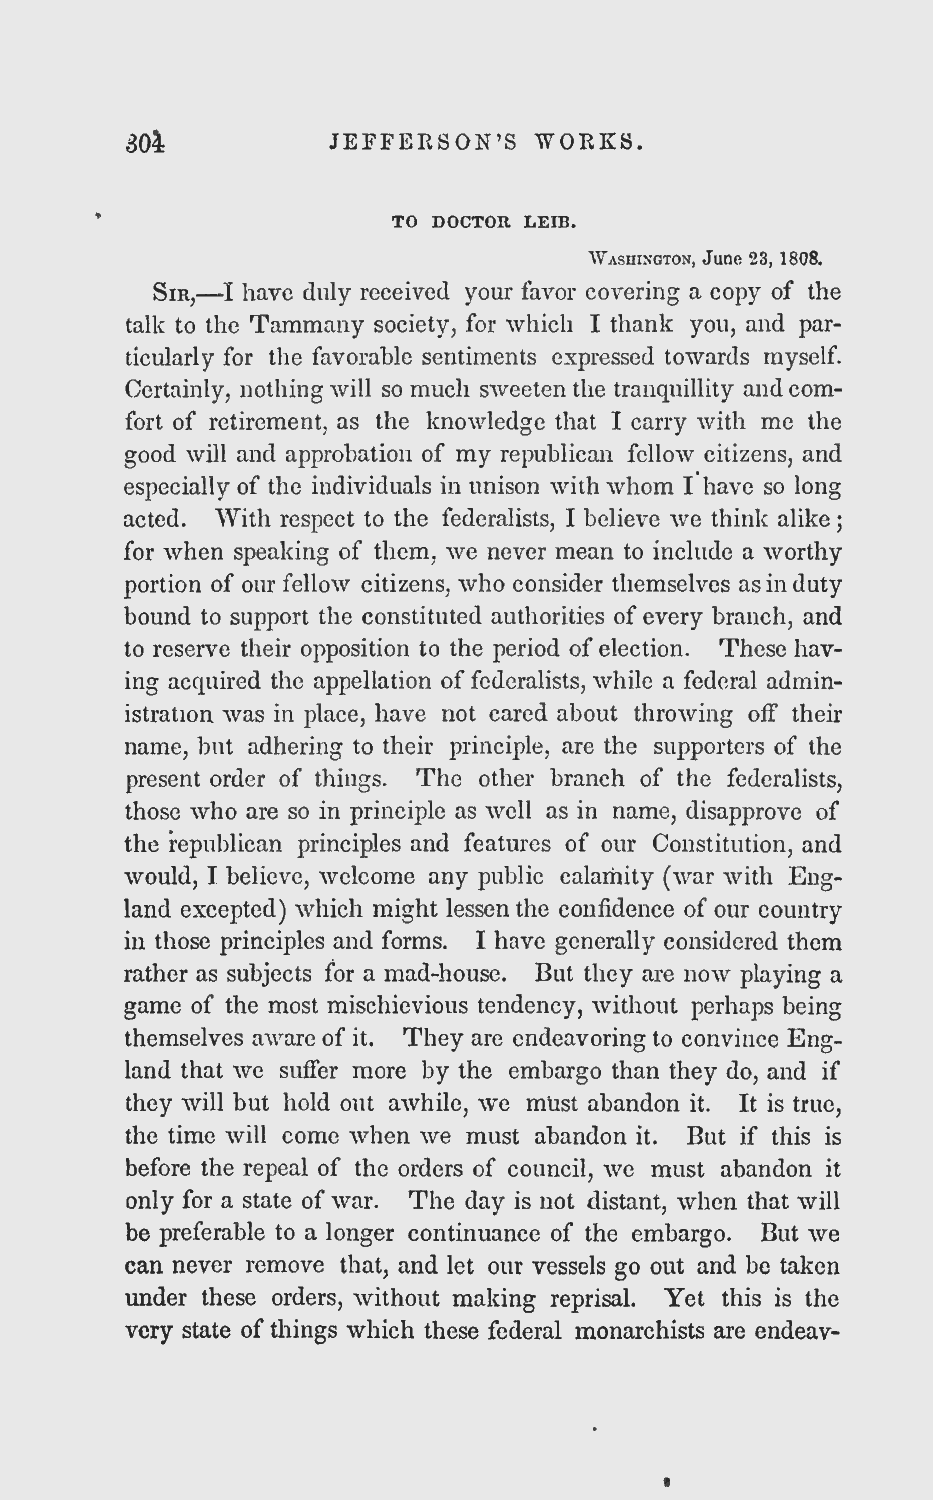 304 JEFFERSON'S WORKS.
TO DOCTOR LEIB.
WASHINGTON, June 23, 1808.
SIR,—I have duly received your favor covering a copy of the
talk to the Tammany society, for which I thank you, and par-
ticularly for the favorable sentiments expressed towards myself.
Certainly, nothing will so much sweeten the tranquillity and com-
fort of retirement, as the knowledge that I carry with me the
good will and approbation of my republican fellow citizens, and
especially of the individuals in unison with whom I have so long
acted. With respect to the federalists, I believe we think alike;
for when speaking of them, we never mean to include a worthy
portion of our fellow citizens, who consider themselves as in duty
bound to support the constituted authorities of every branch, and
to reserve their opposition to the period of election. These hav-
ing acquired the appellation of federalists, while a federal admin-
istration was in place, have not cared about throwing off their
name, but adhering to their principle, are the supporters of the
present order of things. The other branch of the federalists,
those who are so in principle as well as in name, disapprove of
the republican principles and features of our Constitution, and
would, I believe, welcome any public calamity (war with Eng-
land excepted) which might lessen the confidence of our country
in those principles and forms. I have generally considered them
rather as subjects for a mad-house. But they are now playing a
game of the most mischievious tendency, without perhaps being
themselves aware of it. They are endeavoring to convince Eng-
land that we suffer more by the embargo than they do, and if
they will but hold out awhile, we must abandon it. It is true,
the time will come when we must abandon it. But if this is
before the repeal of the orders of council, we must abandon it
only for a state of war. The day is not distant, when that will
be preferable to a longer continuance of the embargo. But we
can never remove that, and let our vessels go out and be taken
under these orders, without making reprisal. Yet this is the
very state of things which these federal monarchists are endeav-